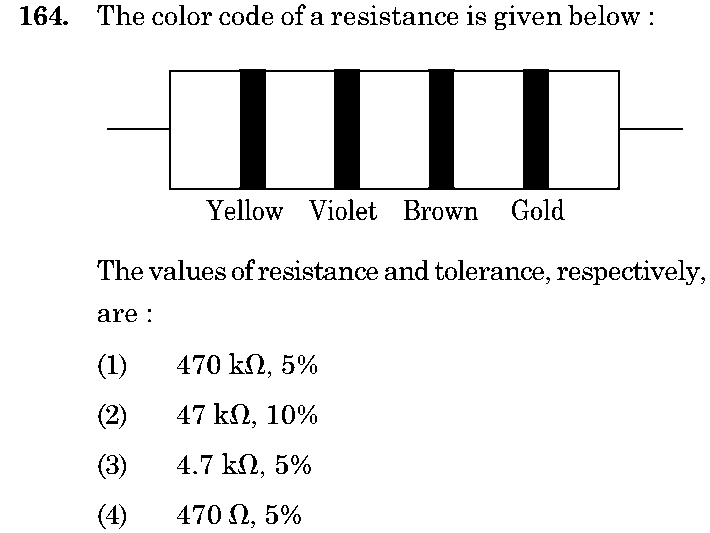 164. The color code of a resistance is given below :
Yellow Violet Brown Gold
The values of resistance and tolerance, respectively,
are :
(1) 470 kΩ, 5%
(2) 47 kΩ, 10%
(3) 4.7 kΩ, 5%
(4) 470 Ω, 5%